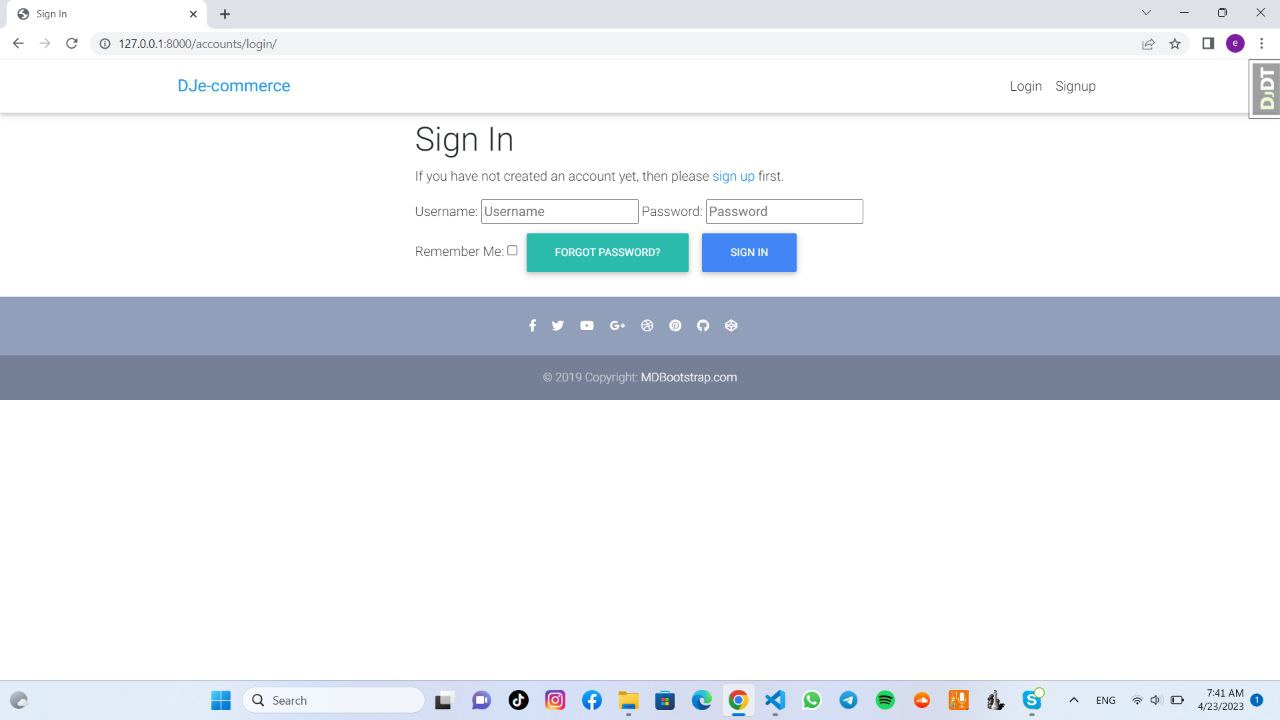 Sign In
127.0.0.1:8000/accounts/login/
e
DJe-commerce
Login Signup
DjDT
Sign In
If you have not created an account yet, then please sign up first.
Username: Username Password: Password
Remember Me: FORGOT PASSWORD? SIGN IN
© 2019 Copyright: MDBootstrap.com
Search
ENG
7:41 AM
4/23/2023
1